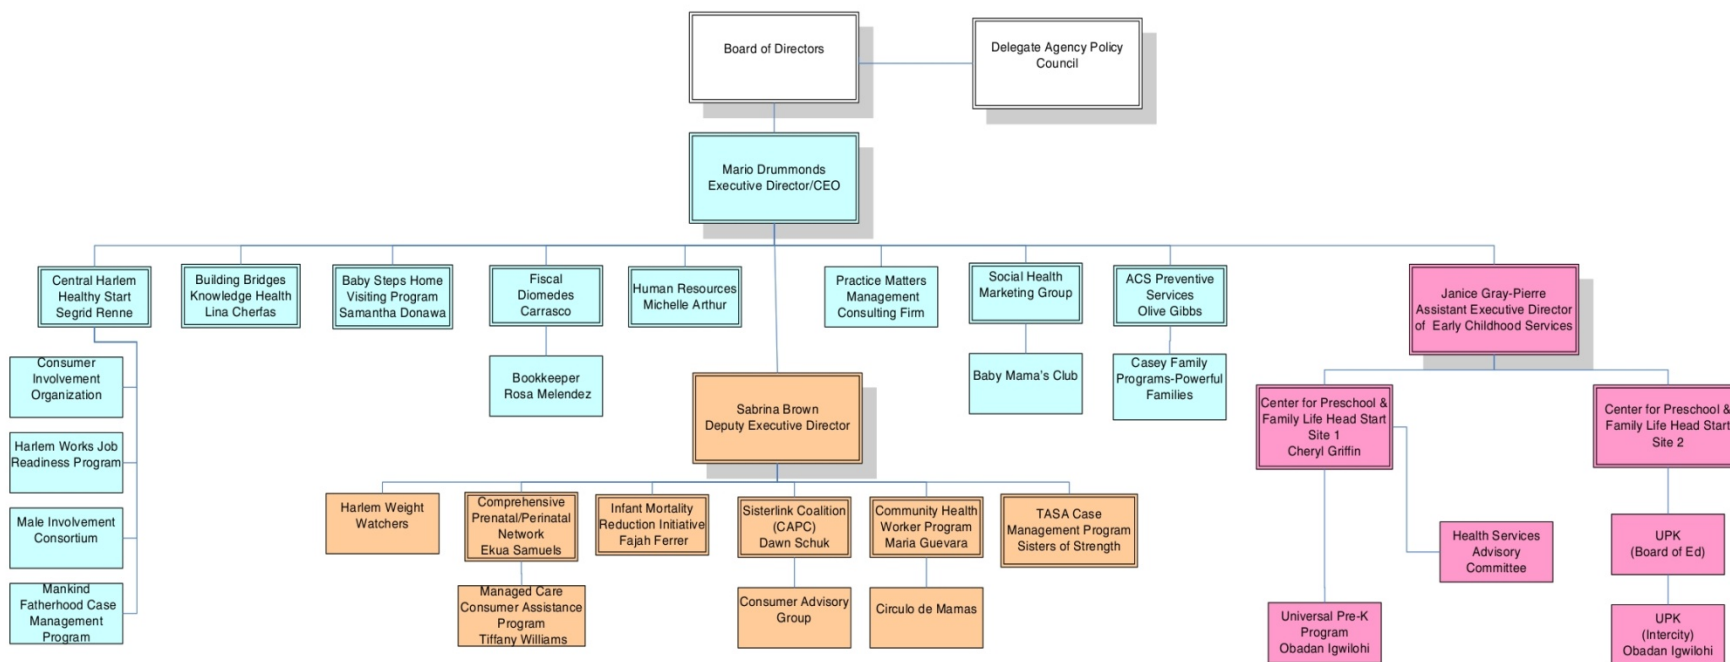 Board of Directors
Delegate Agency Policy
Council
Mario Drummonds
Executive Director/CEO
Central Harlem
Healthy Start
Segrid Renne
Building Bridges
Knowledge Health
Lina Cherfas
Baby Steps Home
Visiting Program
Samantha Donawa
Fiscal
Diomedes
Carrasco
Human Resources
Michelle Arthur
Practice Matters
Management
Consulting Firm
Social Health
Marketing Group
ACS Preventive
Services
Olive Gibbs
Janice Gray-Pierre
Assistant Executive Director
of Early Childhood Services
Consumer
Involvement
Organization
Bookkeeper
Rosa Melendez
Baby Mama's Club
Casey Family
Programs-Powerful
Families
Sabrina Brown
Deputy Executive Director
Center for Preschool &
Family Life Head Start
Site 1
Cheryl Griffin
Center for Preschool &
Family Life Head Start
Site 2
Harlem Works Job
Readiness Program
Harlem Weight
Watchers
Comprehensive
Prenatal/Perinatal
Network
Ekua Samuels
Infant Mortality
Reduction Initiative
Fajah Ferrer
Sisterlink Coalition
(CAPC)
Dawn Schuk
Community Health
Worker Program
Maria Guevara
TASA Case
Management Program
Sisters of Strength
Male Involvement
Consortium
Health Services
Advisory
Committee
UPK
(Board of Ed)
Mankind
Fatherhood Case
Management
Program
Managed Care
Consumer Assistance
Program
Tiffany Williams
Consumer Advisory
Group
Circulo de Mamas
Universal Pre-K
Program
Obadan Igwilohi
UPK
(Intercity)
Obadan Igwilohi